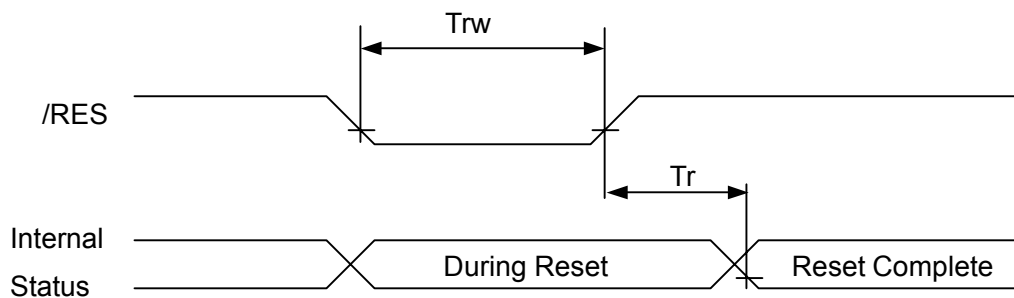 Trw
/RES
Tr
Internal
Status
During Reset
Reset Complete